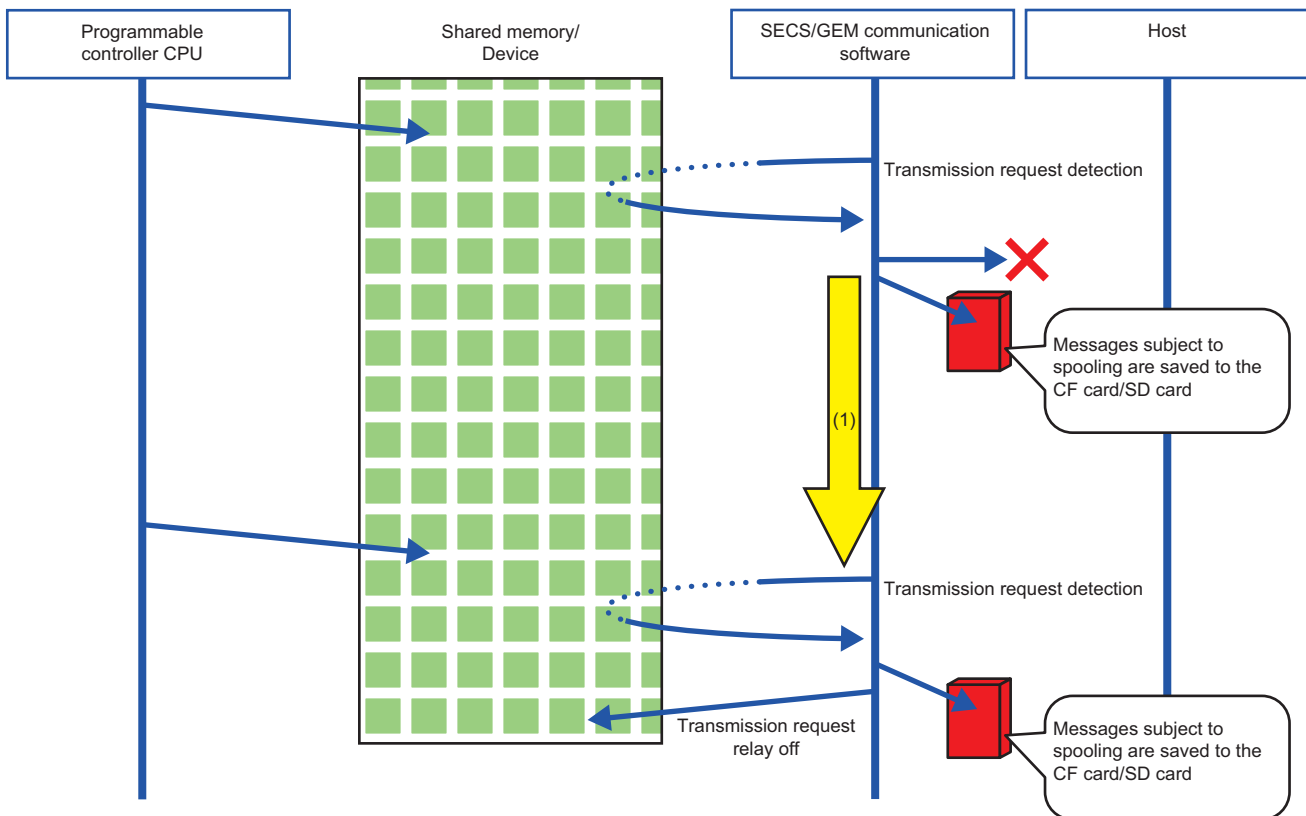 Programmable
controller CPU
Shared memory/
Device
SECS/GEM communication
software
Host
Transmission request detection
Messages subject to
spooling are saved to the
CF card/SD card
(1)
Transmission request detection
Transmission request
relay off
Messages subject to
spooling are saved to the
CF card/SD card